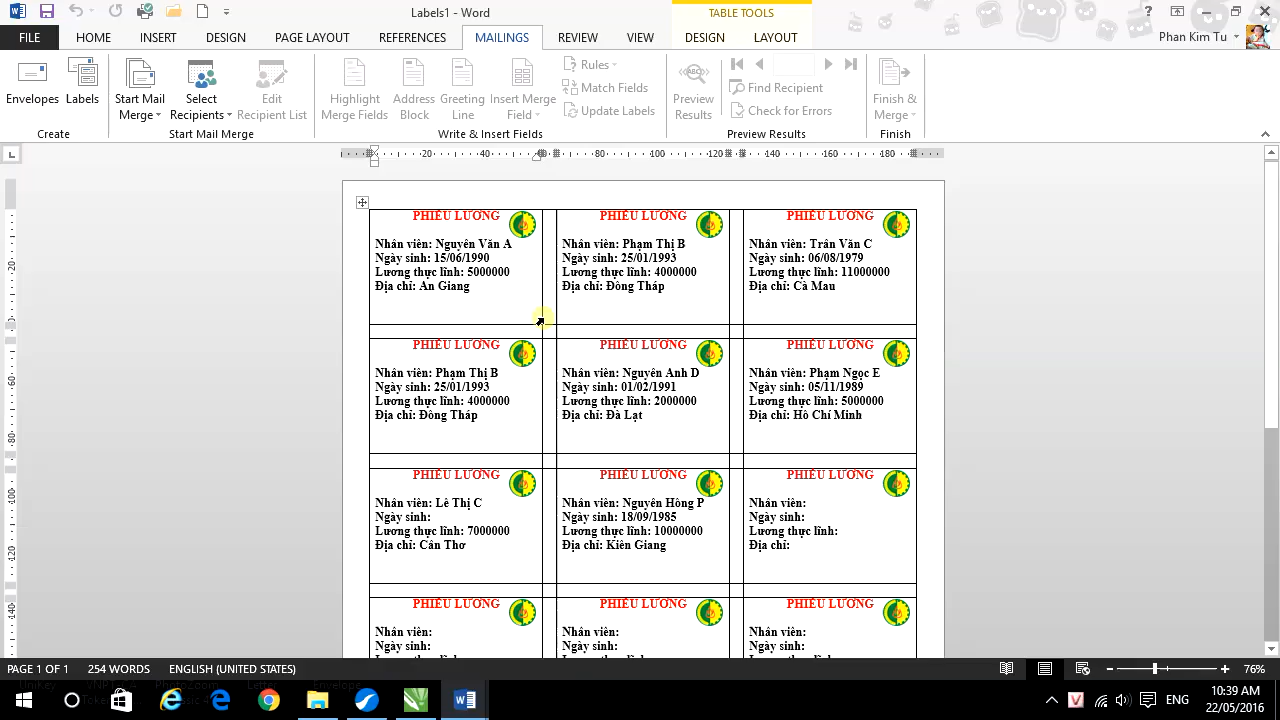 Labels1 - Word
TABLE TOOLS
FILE
HOME
INSERT
DESIGN
PAGE LAYOUT
REFERENCES
MAILINGS
REVIEW
VIEW
DESIGN
LAYOUT
Phan Kim Tu
Envelopes
Labels
Start Mail Merge
Select Recipients
Edit Recipient List
Highlight Merge Fields
Address Block
Greeting Line
Insert Merge Field
Rules
Match Fields
Update Labels
Preview Results
Find Recipient
Check for Errors
Finish & Merge
Create
Start Mail Merge
Write & Insert Fields
Preview Results
Finish
20 40 80 100 120 140 160 180
PHIẾU LƯƠNG
Nhân viên: Nguyễn Văn A
Ngày sinh: 15/06/1990
Lương thực lĩnh: 5000000
Địa chỉ: An Giang
PHIẾU LƯƠNG
Nhân viên: Phạm Thị B
Ngày sinh: 25/01/1993
Lương thực lĩnh: 4000000
Địa chỉ: Đồng Tháp
PHIẾU LƯƠNG
Nhân viên: Trần Văn C
Ngày sinh: 06/08/1979
Lương thực lĩnh: 11000000
Địa chỉ: Cà Mau
PHIẾU LƯƠNG
Nhân viên: Phạm Thị B
Ngày sinh: 25/01/1993
Lương thực lĩnh: 4000000
Địa chỉ: Đồng Tháp
PHIẾU LƯƠNG
Nhân viên: Nguyễn Anh D
Ngày sinh: 01/02/1991
Lương thực lĩnh: 2000000
Địa chỉ: Đà Lạt
PHIẾU LƯƠNG
Nhân viên: Phạm Ngọc E
Ngày sinh: 05/11/1989
Lương thực lĩnh: 5000000
Địa chỉ: Hồ Chí Minh
PHIẾU LƯƠNG
Nhân viên: Lê Thị C
Ngày sinh:
Lương thực lĩnh: 7000000
Địa chỉ: Cần Thơ
PHIẾU LƯƠNG
Nhân viên: Nguyễn Hồng P
Ngày sinh: 18/09/1985
Lương thực lĩnh: 10000000
Địa chỉ: Kiên Giang
PHIẾU LƯƠNG
Nhân viên:
Ngày sinh:
Lương thực lĩnh:
Địa chỉ:
PHIẾU LƯƠNG
Nhân viên:
Ngày sinh:
PHIẾU LƯƠNG
Nhân viên:
Ngày sinh:
PHIẾU LƯƠNG
Nhân viên:
Ngày sinh:
PAGE 1 OF 1
254 WORDS
ENGLISH (UNITED STATES)
76%
ENG
10:39 AM
22/05/2016